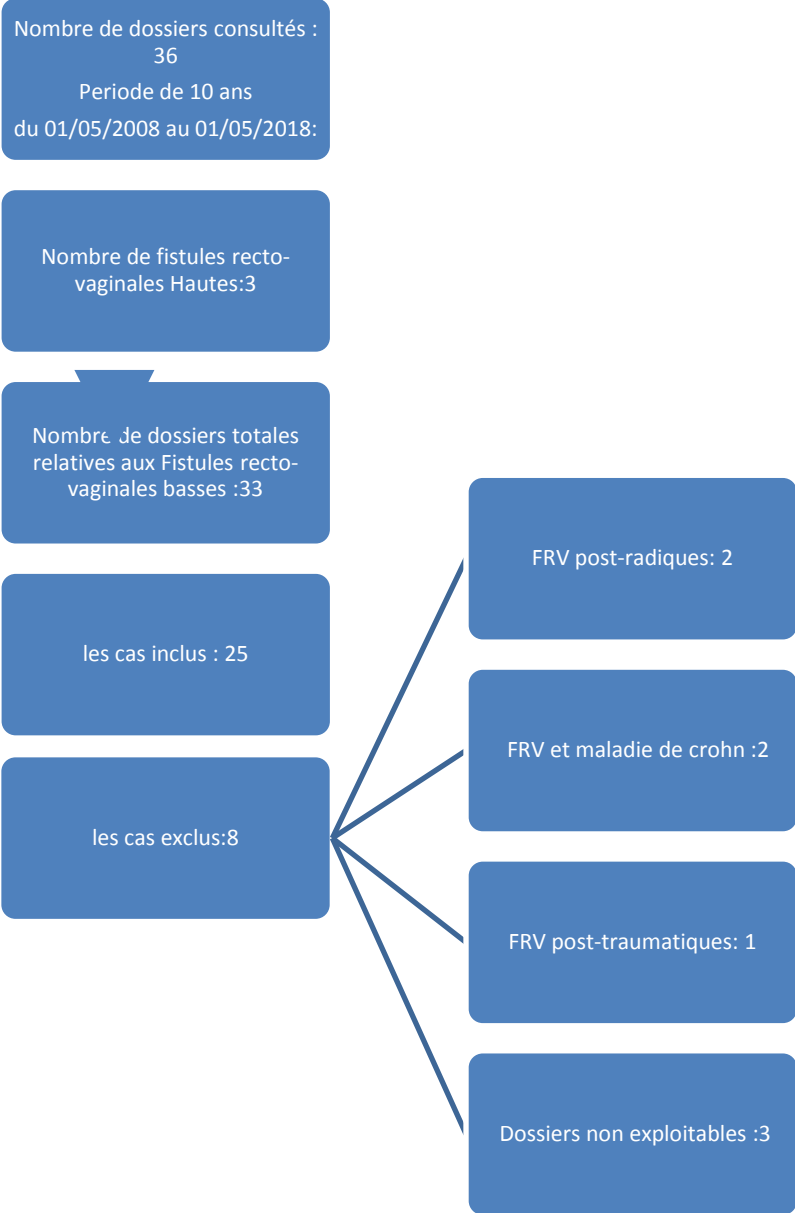 Nombre de dossiers consultés :
36
Periode de 10 ans
du 01/05/2008 au 01/05/2018:
Nombre de fistules recto-
vaginales Hautes:3
Nombre de dossiers totales
relatives aux Fistules recto-
vaginales basses :33
les cas inclus : 25
les cas exclus:8
FRV post-radiques: 2
FRV et maladie de crohn :2
FRV post-traumatiques: 1
Dossiers non exploitables :3